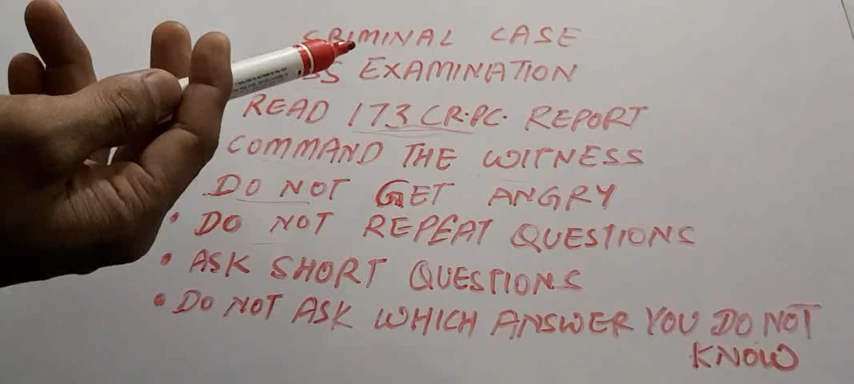 CRIMINAL CASE
EXAMINATION
READ 173 CR.PC. REPORT
COMMAND THE WITNESS
DO NOT GET ANGRY
• DO NOT REPEAT QUESTIONS
• ASK SHORT QUESTIONS
• DO NOT ASK WHICH ANSWER YOU DO NOT
KNOW